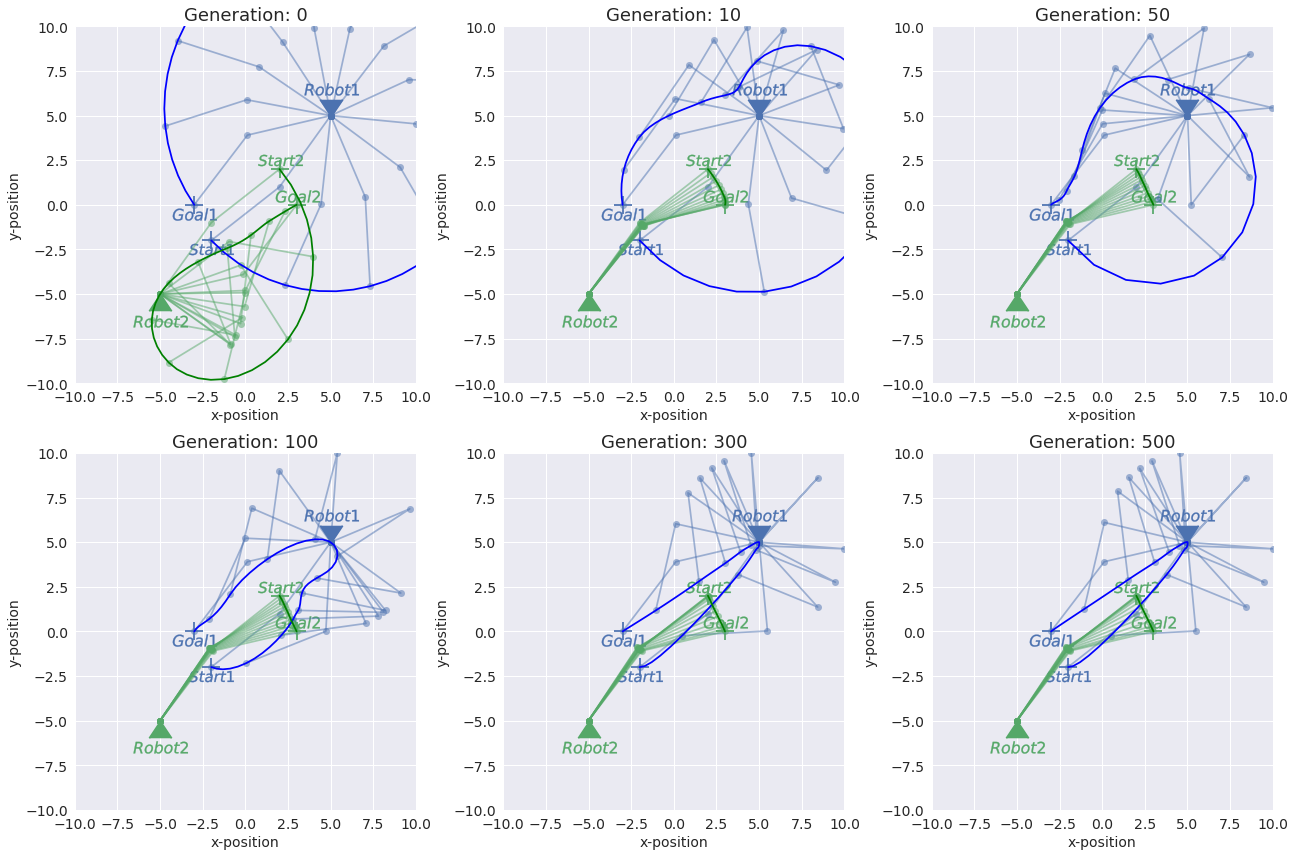 Generation: 0
10.0
7.5
5.0
2.5
0.0
−2.5
−5.0
−7.5
−10.0
y-position
Robot1
Start2
Goal2
Goal1
Start1
Robot2
−10.0 −7.5 −5.0 −2.5 0.0 2.5 5.0 7.5 10.0
x-position
Generation: 10
10.0
7.5
5.0
2.5
0.0
−2.5
−5.0
−7.5
−10.0
y-position
Robot1
Start2
Goal2
Goal1
Start1
Robot2
−10.0 −7.5 −5.0 −2.5 0.0 2.5 5.0 7.5 10.0
x-position
Generation: 50
10.0
7.5
5.0
2.5
0.0
−2.5
−5.0
−7.5
−10.0
y-position
Robot1
Start2
Goal2
Goal1
Start1
Robot2
−10.0 −7.5 −5.0 −2.5 0.0 2.5 5.0 7.5 10.0
x-position
Generation: 100
10.0
7.5
5.0
2.5
0.0
−2.5
−5.0
−7.5
−10.0
y-position
Robot1
Start2
Goal2
Goal1
Start1
Robot2
−10.0 −7.5 −5.0 −2.5 0.0 2.5 5.0 7.5 10.0
x-position
Generation: 300
10.0
7.5
5.0
2.5
0.0
−2.5
−5.0
−7.5
−10.0
y-position
Robot1
Start2
Goal2
Goal1
Start1
Robot2
−10.0 −7.5 −5.0 −2.5 0.0 2.5 5.0 7.5 10.0
x-position
Generation: 500
10.0
7.5
5.0
2.5
0.0
−2.5
−5.0
−7.5
−10.0
y-position
Robot1
Start2
Goal2
Goal1
Start1
Robot2
−10.0 −7.5 −5.0 −2.5 0.0 2.5 5.0 7.5 10.0
x-position